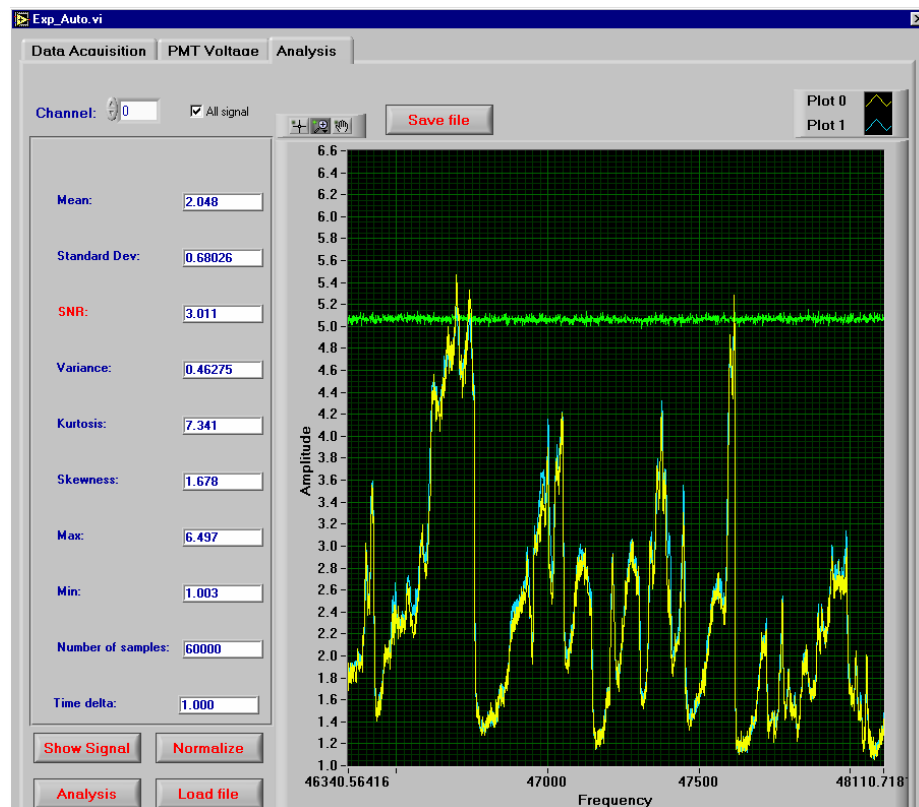 Exp_Auto.vi
Data Acquisition PMT Voltage Analysis
Channel: 0 All signal
Save file
Plot 0
Plot 1
Mean: 2.048
Standard Dev: 0.68026
SNR: 3.011
Variance: 0.46275
Kurtosis: 7.341
Skewness: 1.678
Max: 6.497
Min: 1.003
Number of samples: 60000
Time delta: 1.000
Show Signal Normalize
Analysis Load file
Amplitude
6.6
6.4
6.2
6.0
5.8
5.6
5.4
5.2
5.0
4.8
4.6
4.4
4.2
4.0
3.8
3.6
3.4
3.2
3.0
2.8
2.6
2.4
2.2
2.0
1.8
1.6
1.4
1.2
1.0
46340.56416 47000 47500 48110.7181
Frequency